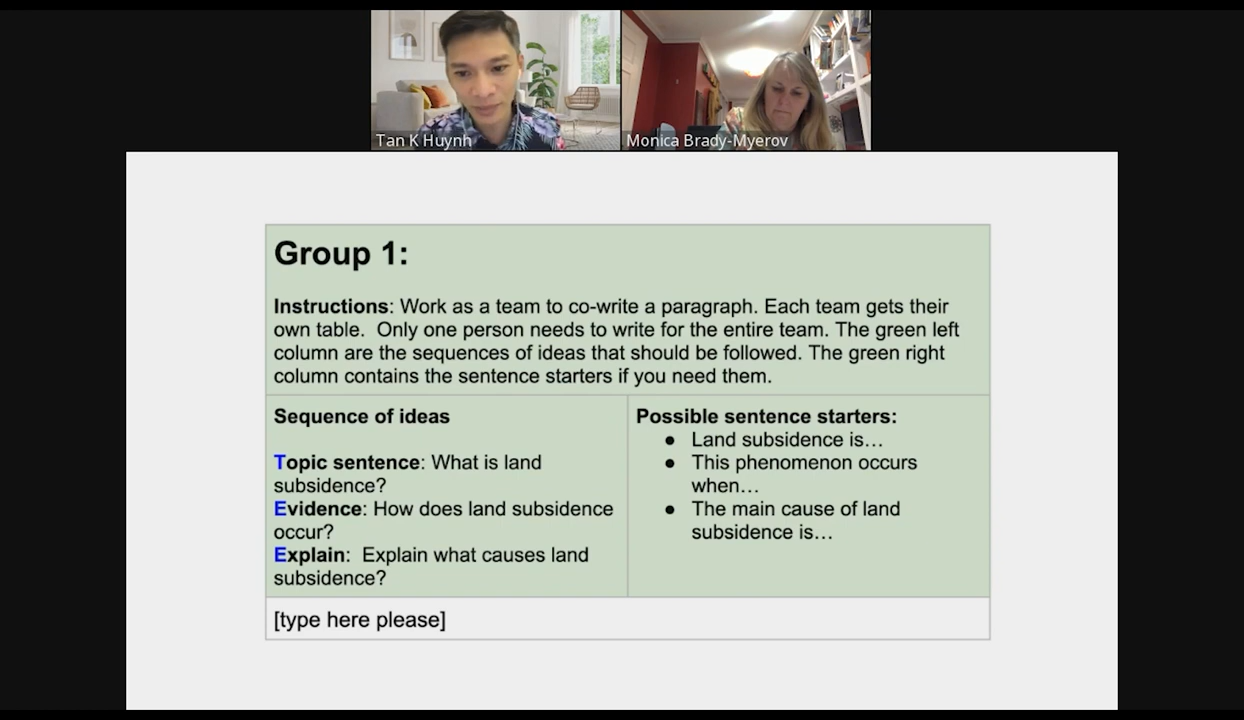 Tan K Huynh
Monica Brady-Myerov
Group 1:
Instructions: Work as a team to co-write a paragraph. Each team gets their
own table.  Only one person needs to write for the entire team. The green left
column are the sequences of ideas that should be followed. The green right
column contains the sentence starters if you need them.
Sequence of ideas
Topic sentence: What is land
subsidence?
Evidence: How does land subsidence
occur?
Explain:  Explain what causes land
subsidence?
Possible sentence starters:
● Land subsidence is…
● This phenomenon occurs
when…
● The main cause of land
subsidence is…
[type here please]